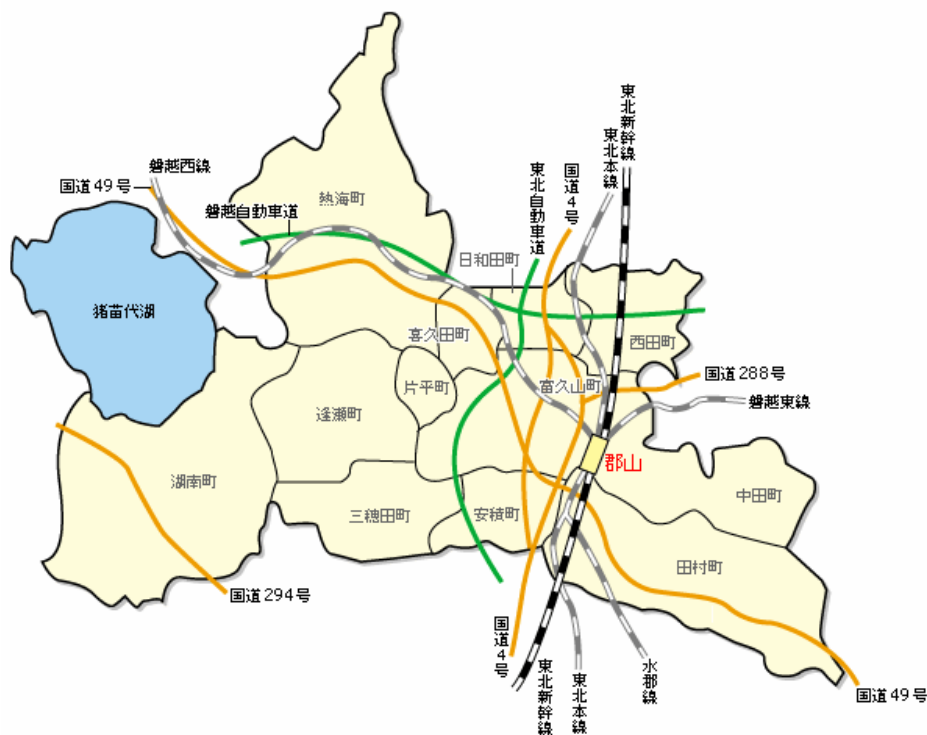 東北新幹線
東北本線
磐越西線
国道49号
熱海町
東北自動車道
国道4号
磐越自動車道
日和田町
猪苗代湖
喜久田町
西田町
片平町
富久山町
国道288号
磐越東線
逢瀬町
郡山
湖南町
中田町
三穂田町
安積町
田村町
国道294号
国道4号
東北新幹線
東北本線
水郡線
国道49号